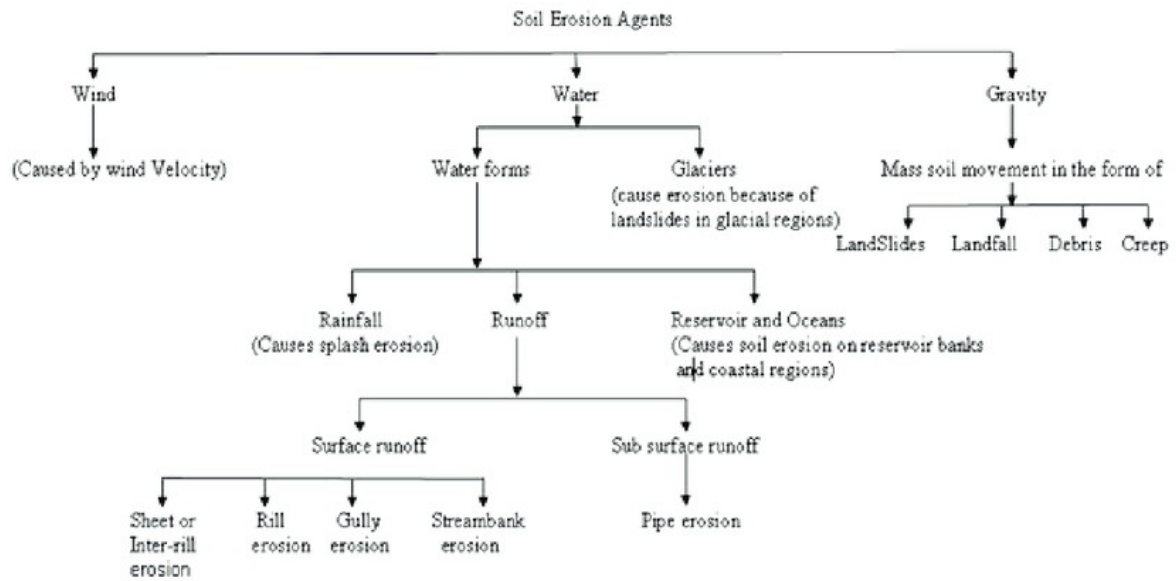 Soil Erosion Agents
Wind
Water
Gravity
(Caused by wind Velocity)
Water forms
Glaciers
(cause erosion because of
landslides in glacial regions)
Mass soil movement in the form of
LandSlides
Landfall
Debris
Creep
Rainfall
(Causes splash erosion)
Runoff
Reservoir and Oceans
(Causes soil erosion on reservoir banks
and coastal regions)
Surface runoff
Sub surface runoff
Sheet or
Inter-rill
erosion
Rill
erosion
Gully
erosion
Streambank
erosion
Pipe erosion